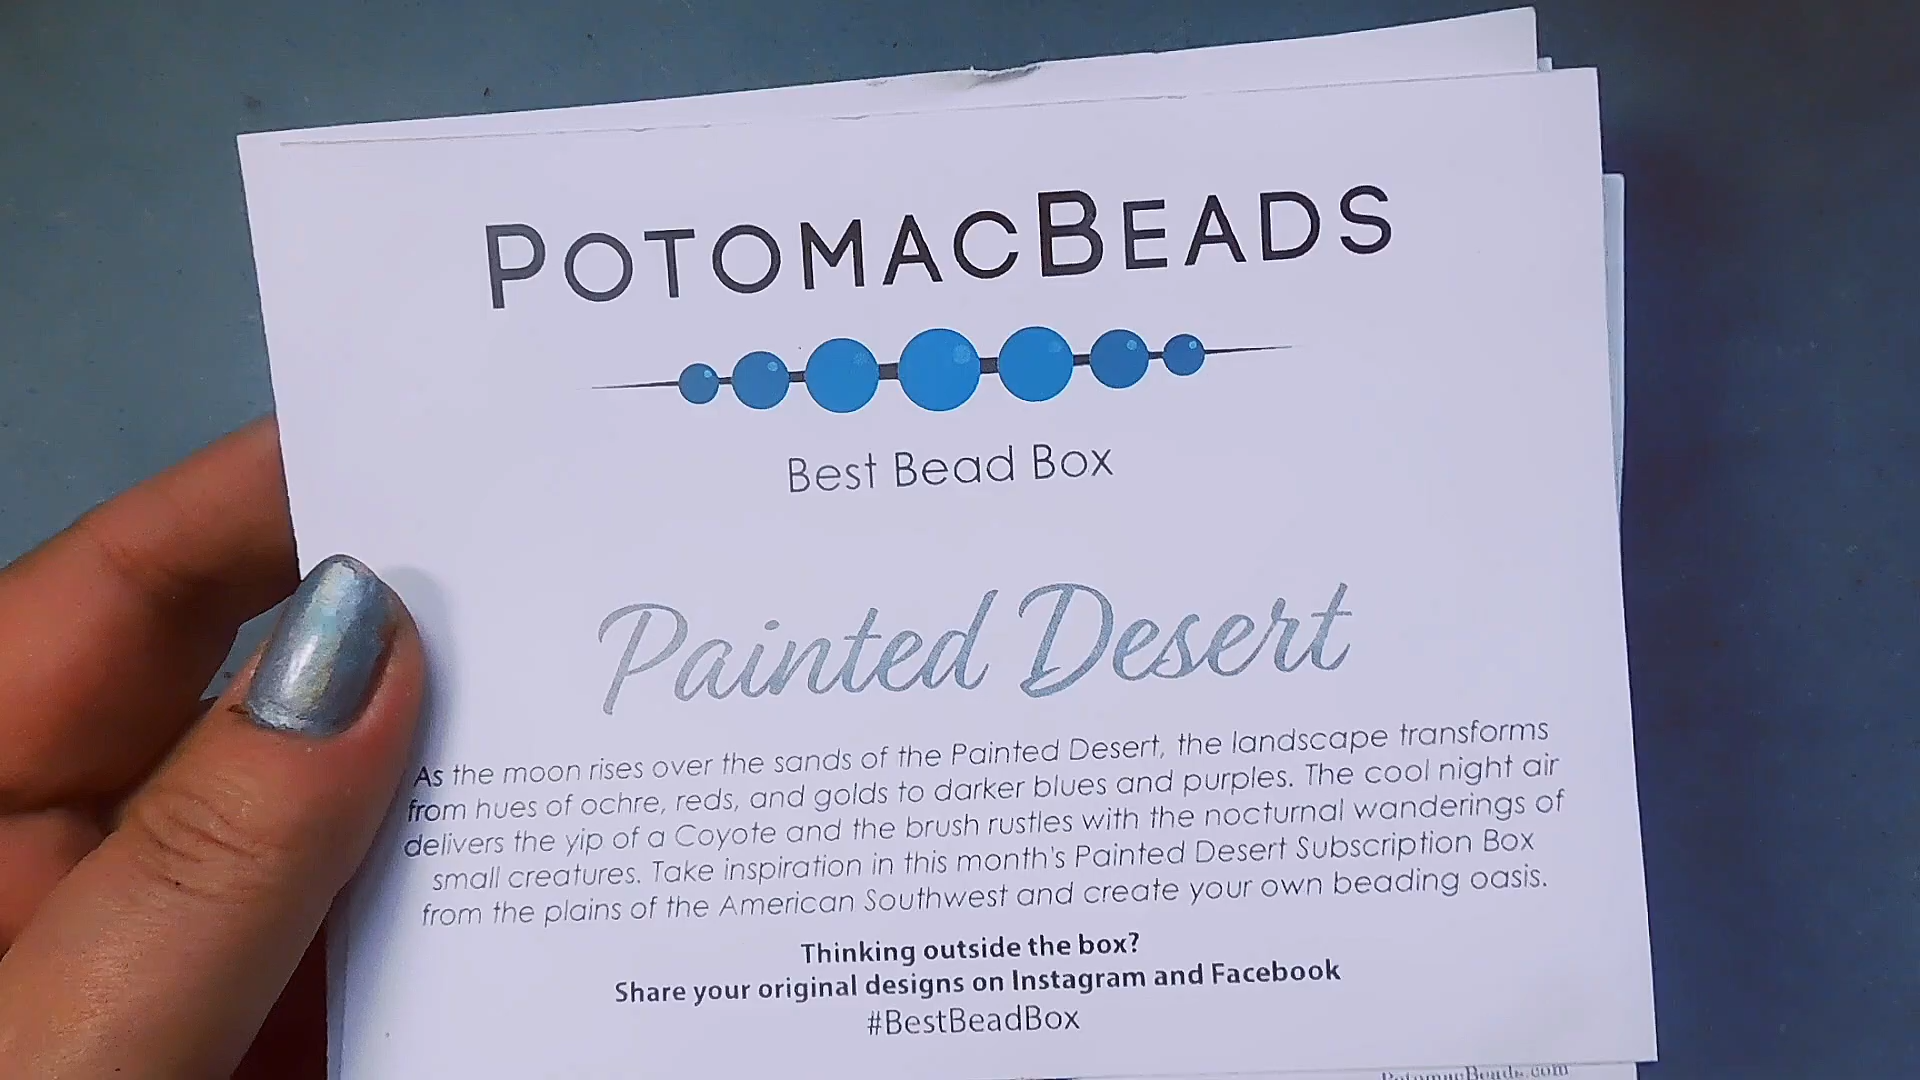 POTOMACBEADS
Best Bead Box
Painted Desert
As the moon rises over the sands of the Painted Desert, the landscape transforms
from hues of ochre, reds, and golds to darker blues and purples. The cool night air
delivers the yip of a Coyote and the brush rustles with the nocturnal wanderings of
small creatures. Take inspiration in this month's Painted Desert Subscription Box
from the plains of the American Southwest and create your own beading oasis.
Thinking outside the box?
Share your original designs on Instagram and Facebook
#BestBeadBox
PotomacBeads.com